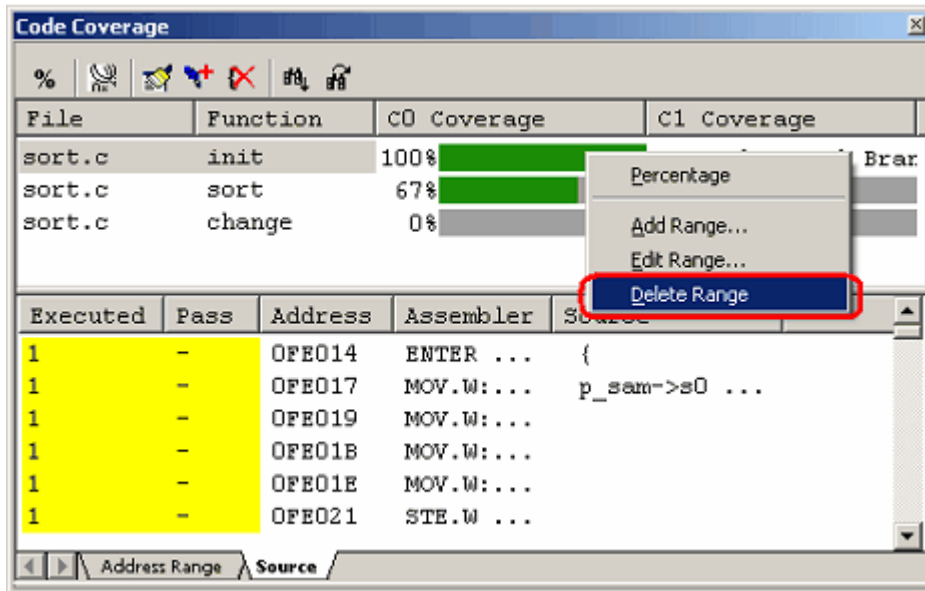 Code Coverage
%
File Function C0 Coverage C1 Coverage
sort.c init 100% Bran
sort.c sort 67%
sort.c change 0%
Percentage
Add Range...
Edit Range...
Delete Range
Executed Pass Address Assembler Source
1 - 0FE014 ENTER ... {
1 - 0FE017 MOV.W:... p_sam->s0 ...
1 - 0FE019 MOV.W:...
1 - 0FE01B MOV.W:...
1 - 0FE01E MOV.W:...
1 - 0FE021 STE.W ...
Address Range Source